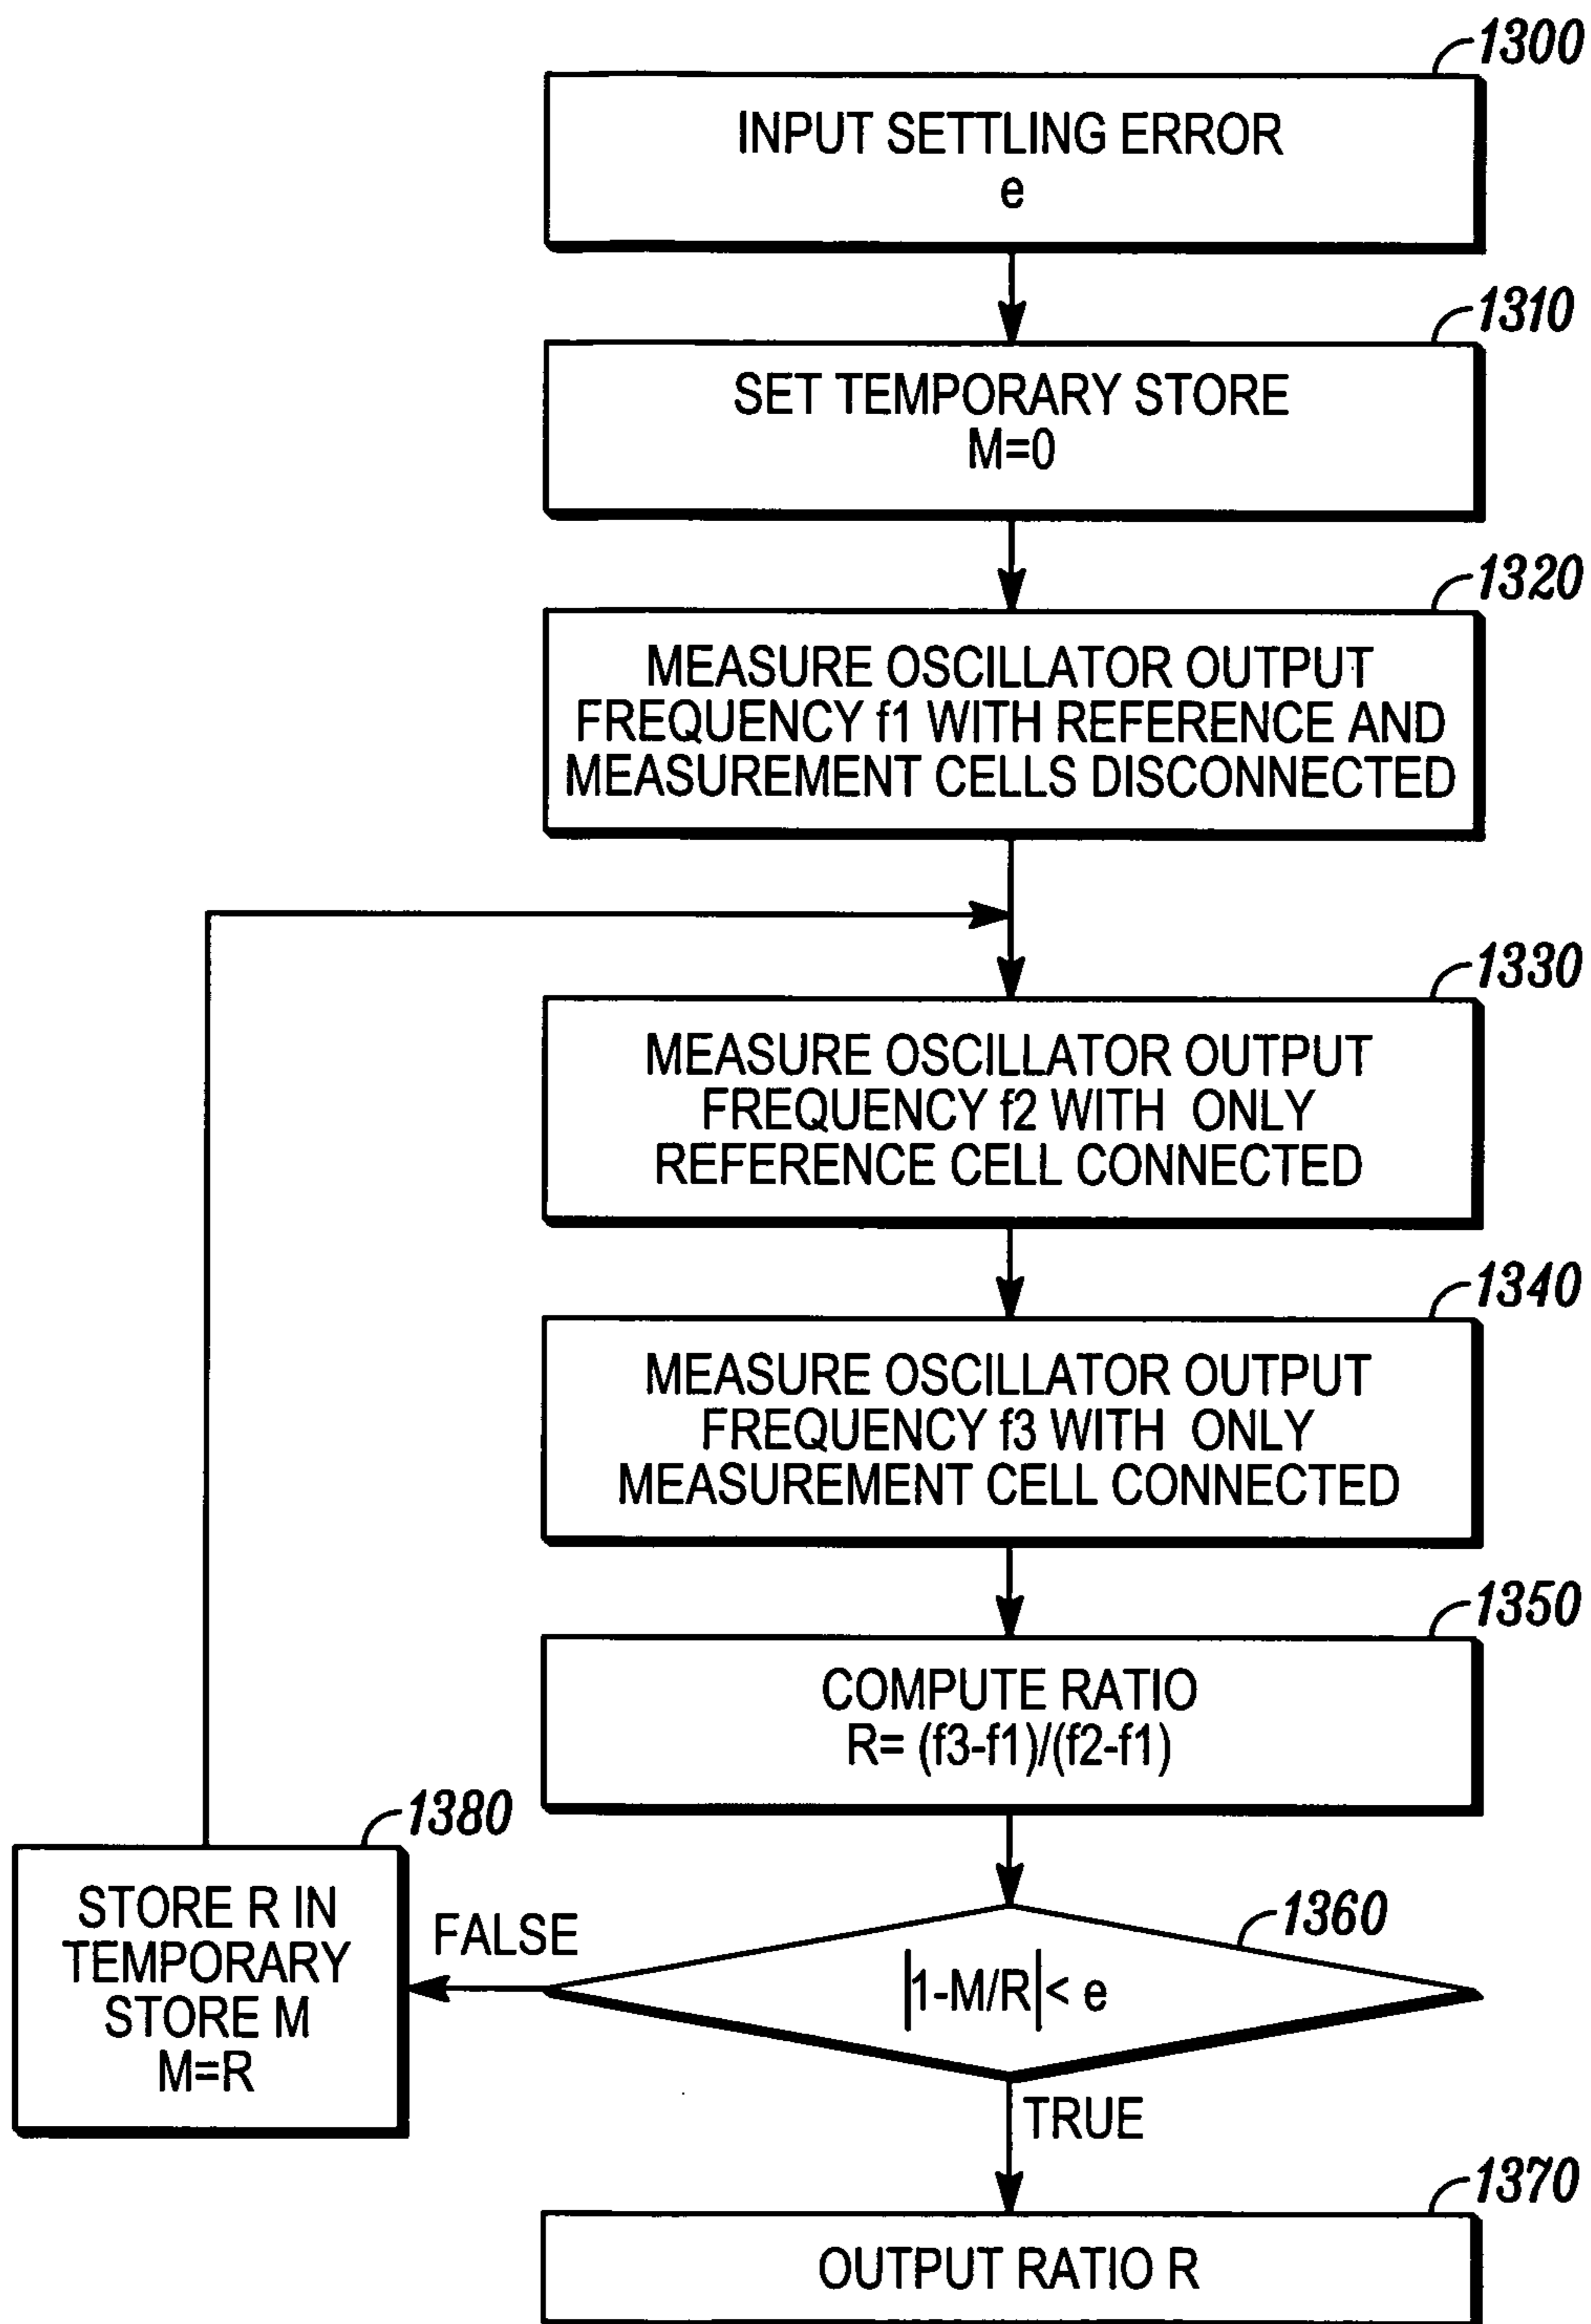 1300
INPUT SETTLING ERROR
e
1310
SET TEMPORARY STORE
M=0
1320
MEASURE OSCILLATOR OUTPUT
FREQUENCY f1 WITH REFERENCE AND
MEASUREMENT CELLS DISCONNECTED
1330
MEASURE OSCILLATOR OUTPUT
FREQUENCY f2 WITH ONLY
REFERENCE CELL CONNECTED
1340
MEASURE OSCILLATOR OUTPUT
FREQUENCY f3 WITH ONLY
MEASUREMENT CELL CONNECTED
1350
COMPUTE RATIO
R= (f3-f1)/(f2-f1)
1360
|1-M/R|< e
FALSE
1380
STORE R IN
TEMPORARY
STORE M
M=R
TRUE
1370
OUTPUT RATIO R